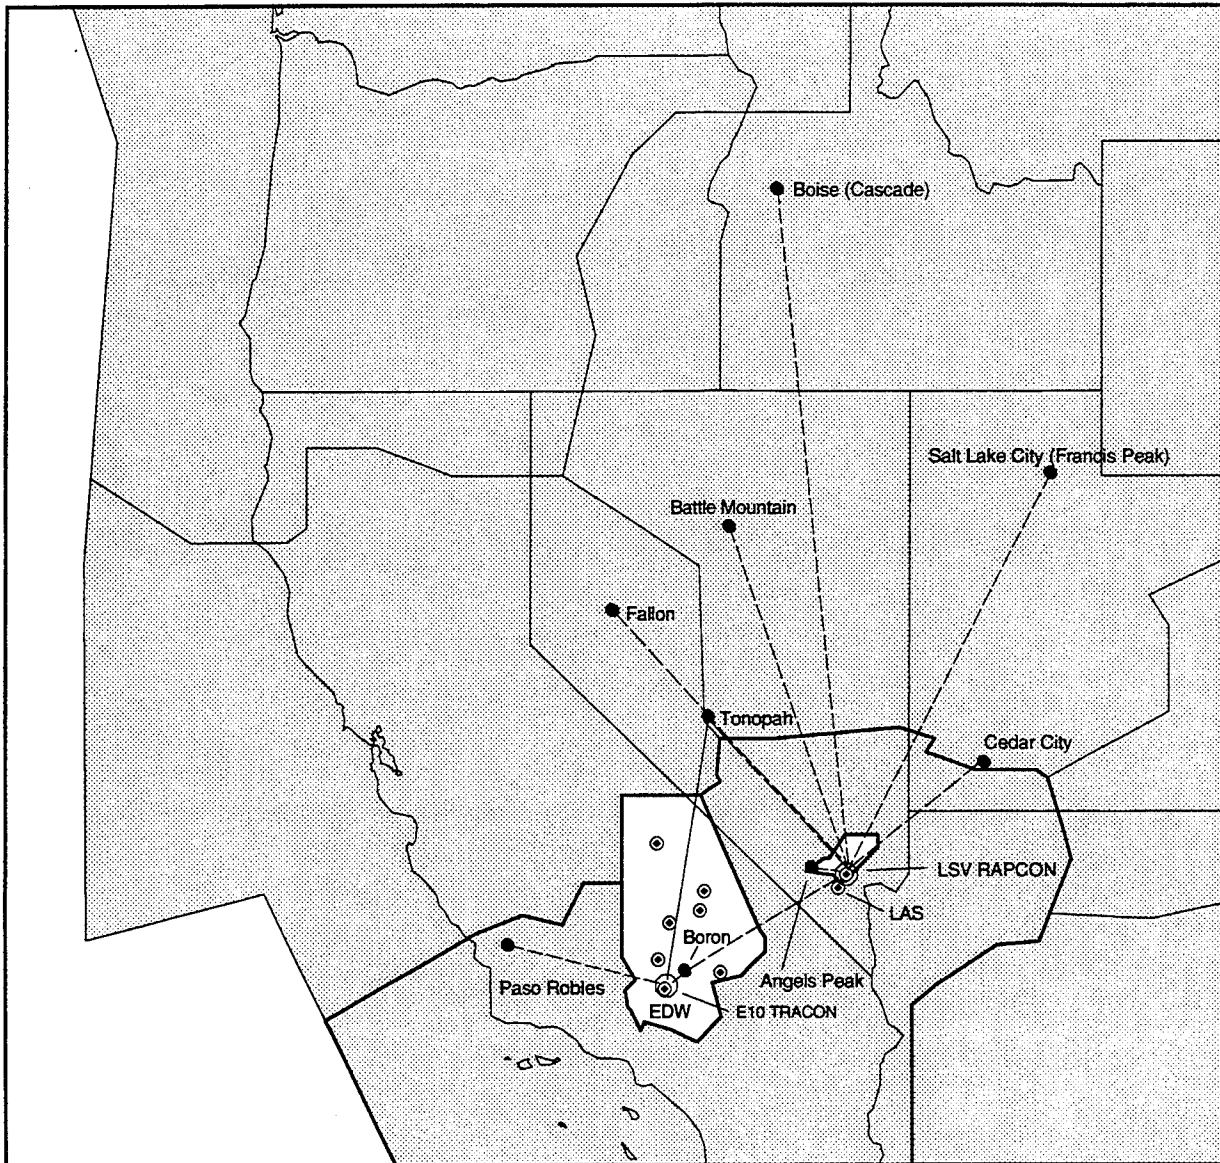 Boise (Cascade)
Salt Lake City (Francis Peak)
Battle Mountain
Fallon
Tonopah
Cedar City
LSV RAPCON
LAS
Boron
Angels Peak
Paso Robles
EDW
E10 TRACON